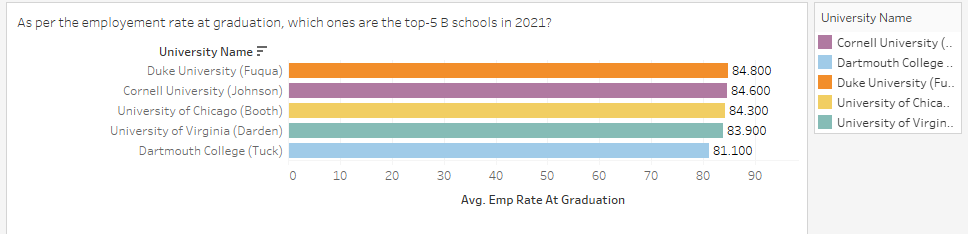 As per the employement rate at graduation, which ones are the top-5 B schools in 2021?
University Name
Duke University (Fuqua) 84.800
Cornell University (Johnson) 84.600
University of Chicago (Booth) 84.300
University of Virginia (Darden) 83.900
Dartmouth College (Tuck) 81.100
0 10 20 30 40 50 60 70 80 90
Avg. Emp Rate At Graduation
University Name
Cornell University (..
Dartmouth College ..
Duke University (Fu..
University of Chica..
University of Virgin..